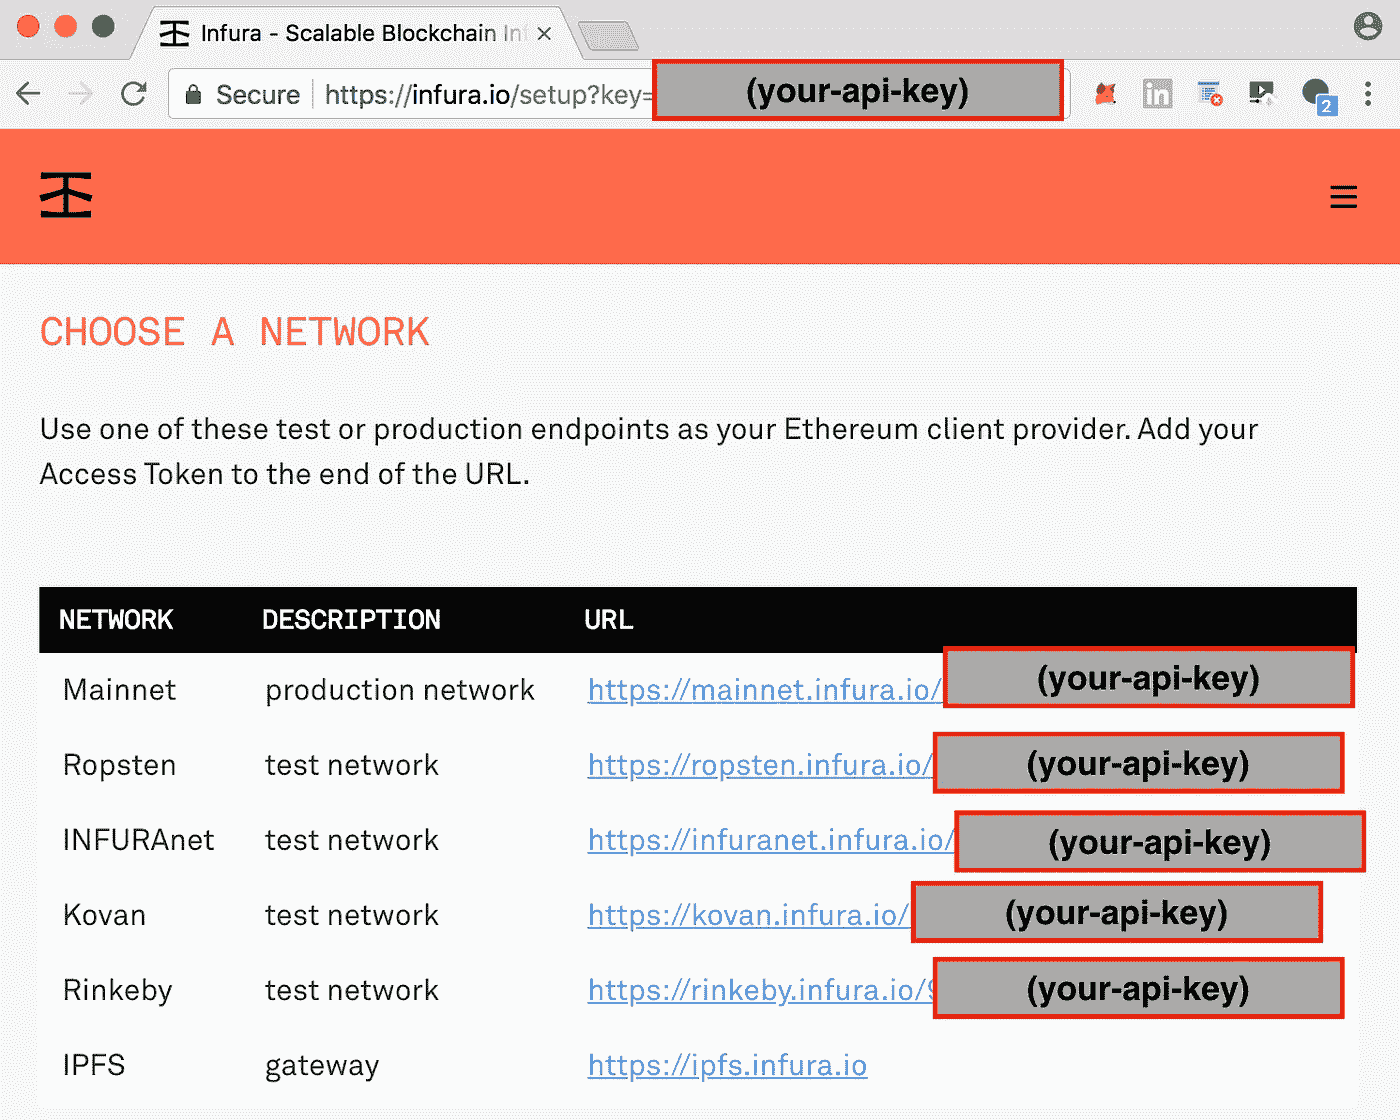 Infura - Scalable Blockchain Inf
Secure https://infura.io/setup?key= (your-api-key)
2
CHOOSE A NETWORK
Use one of these test or production endpoints as your Ethereum client provider. Add your
Access Token to the end of the URL.
NETWORK DESCRIPTION URL
Mainnet production network https://mainnet.infura.io/ (your-api-key)
Ropsten test network https://ropsten.infura.io/ (your-api-key)
INFURAnet test network https://infuranet.infura.io/ (your-api-key)
Kovan test network https://kovan.infura.io/ (your-api-key)
Rinkeby test network https://rinkeby.infura.io/9 (your-api-key)
IPFS gateway https://ipfs.infura.io